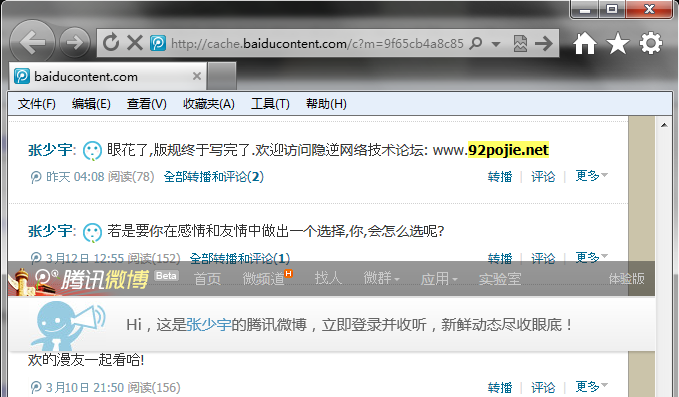 http://cache.baiducontent.com/c?m=9f65cb4a8c85
baiducontent.com
文件(F) 编辑(E) 查看(V) 收藏夹(A) 工具(T) 帮助(H)
张少宇: 眼花了,版规终于写完了.欢迎访问隐逆网络技术论坛: www.92pojie.net
昨天 04:08 阅读(78) 全部转播和评论(2) 转播 | 评论 | 更多
张少宇: 若是要你在感情和友情中做出一个选择,你,会怎么选呢?
3月12日 12:55 阅读(152) 全部转播和评论(1) 转播 | 评论 | 更多
腾讯微博 Beta 首页 微频道 H 找人 微群 应用 实验室 体验版
Hi，这是张少宇的腾讯微博，立即登录并收听，新鲜动态尽收眼底！
欢的漫友一起看哈!
3月10日 21:50 阅读(156) 转播 | 评论 | 更多